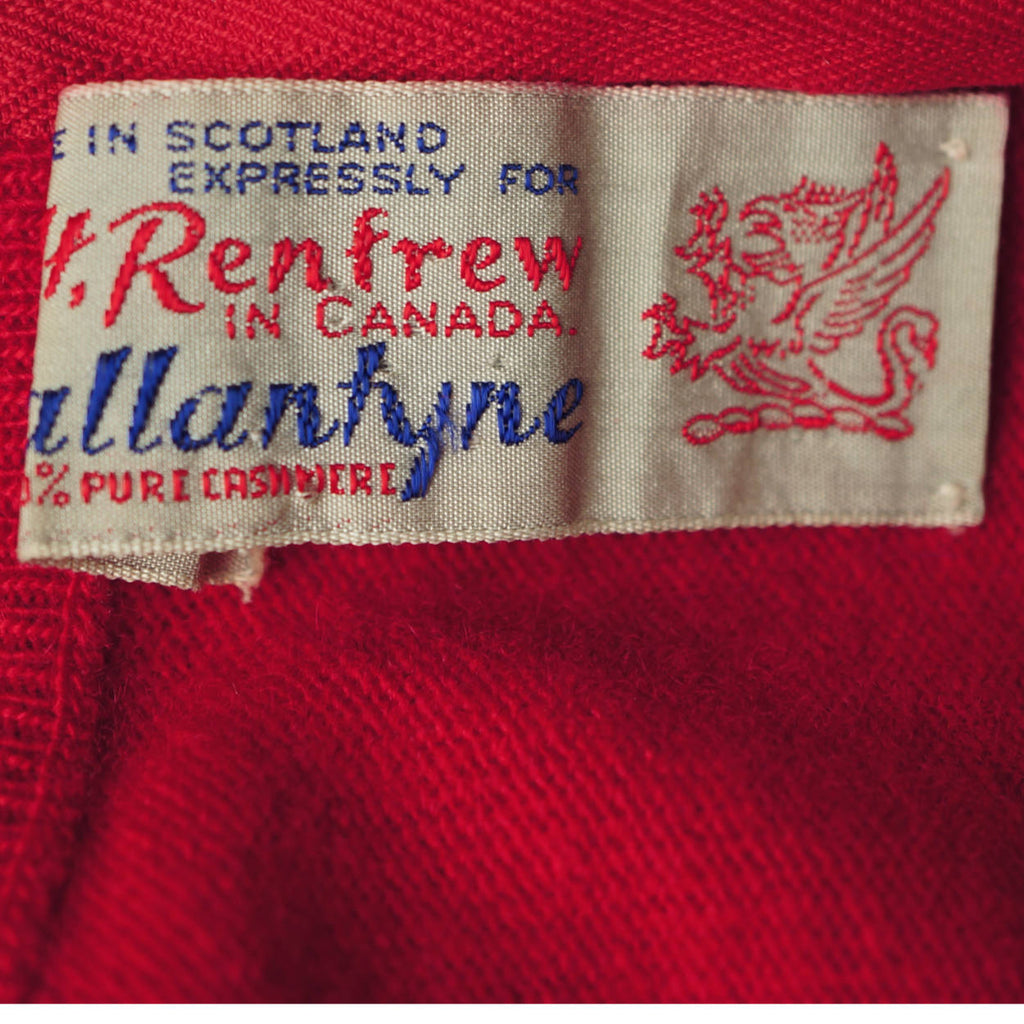 E IN SCOTLAND
EXPRESSLY FOR
t. Renfrew
IN CANADA.
allantyne
% PURE CASHMERE